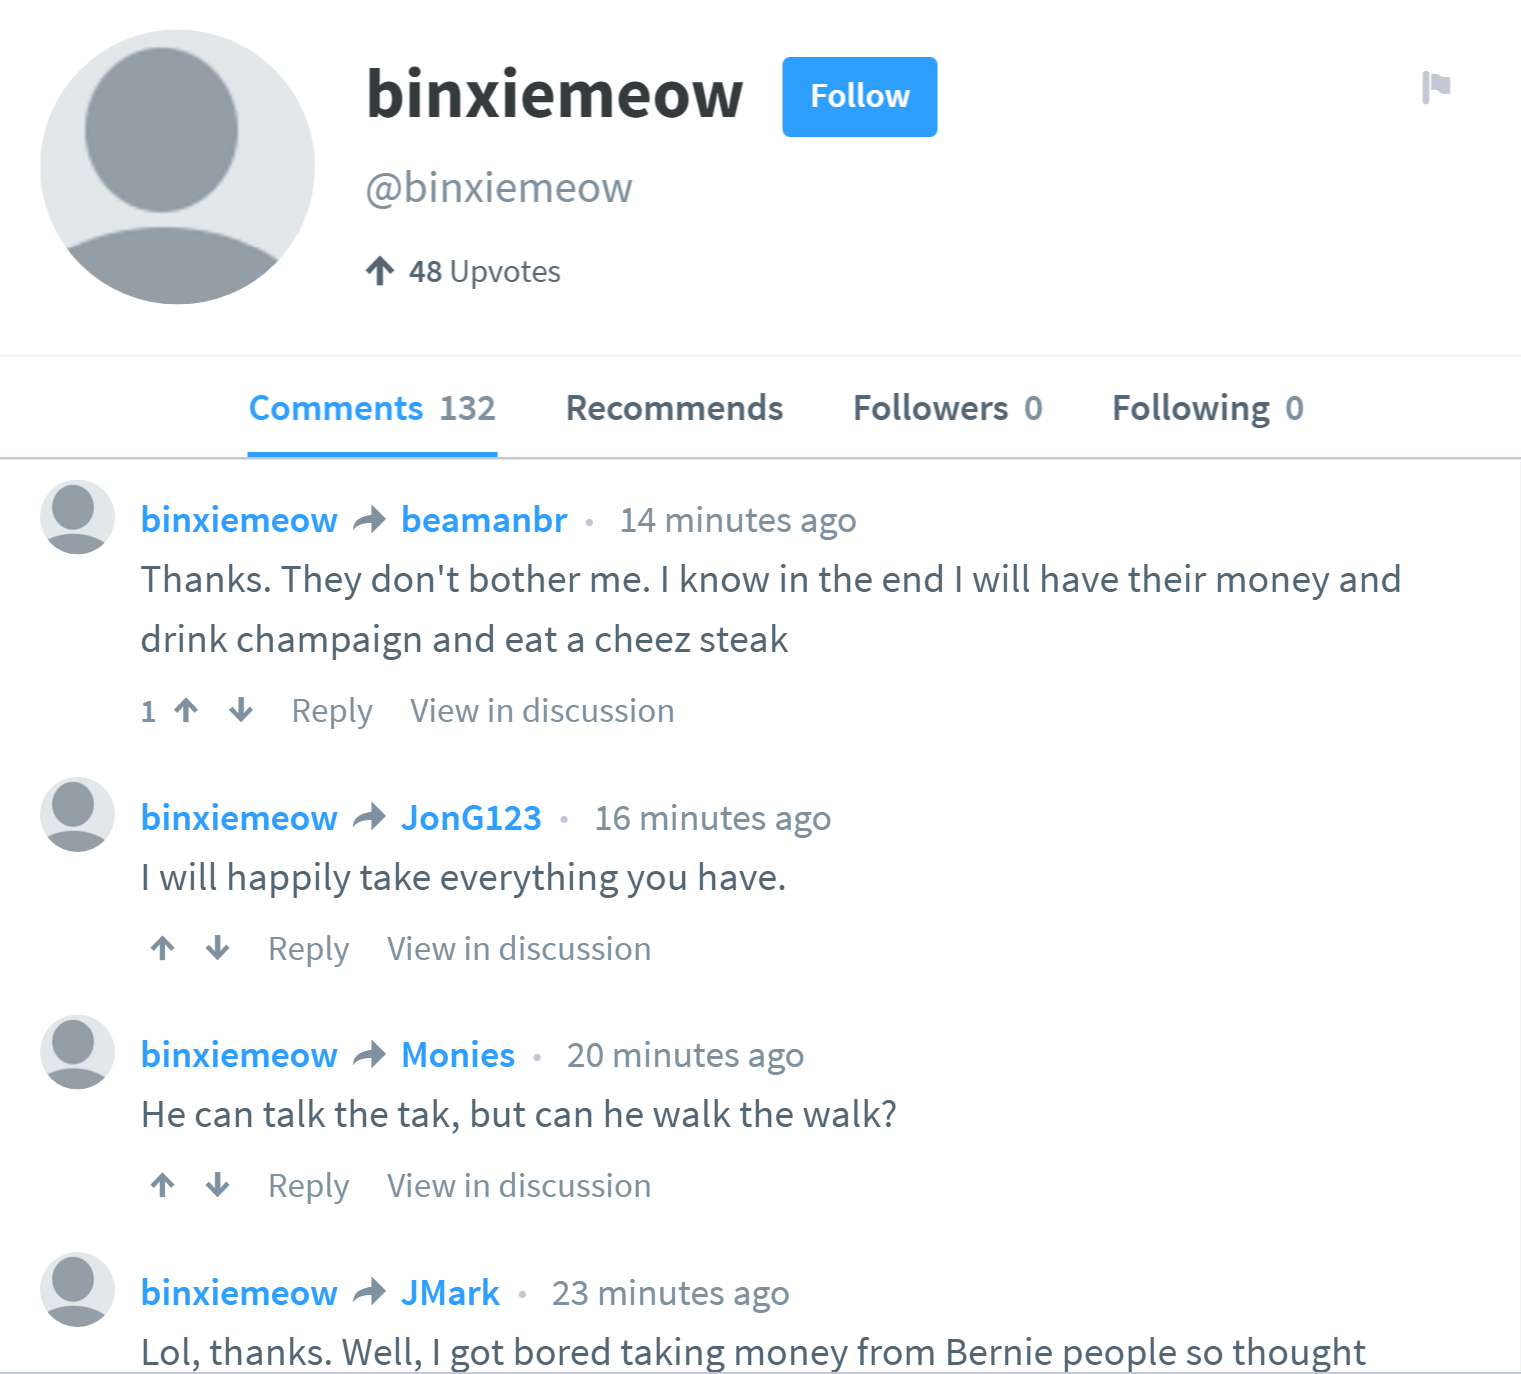 binxiemeow Follow
@binxiemeow
48 Upvotes
Comments 132 Recommends Followers 0 Following 0
binxiemeow beamanbr • 14 minutes ago
Thanks. They don't bother me. I know in the end I will have their money and
drink champaign and eat a cheez steak
1 Reply View in discussion
binxiemeow JonG123 • 16 minutes ago
I will happily take everything you have.
Reply View in discussion
binxiemeow Monies • 20 minutes ago
He can talk the tak, but can he walk the walk?
Reply View in discussion
binxiemeow JMark • 23 minutes ago
Lol, thanks. Well, I got bored taking money from Bernie people so thought